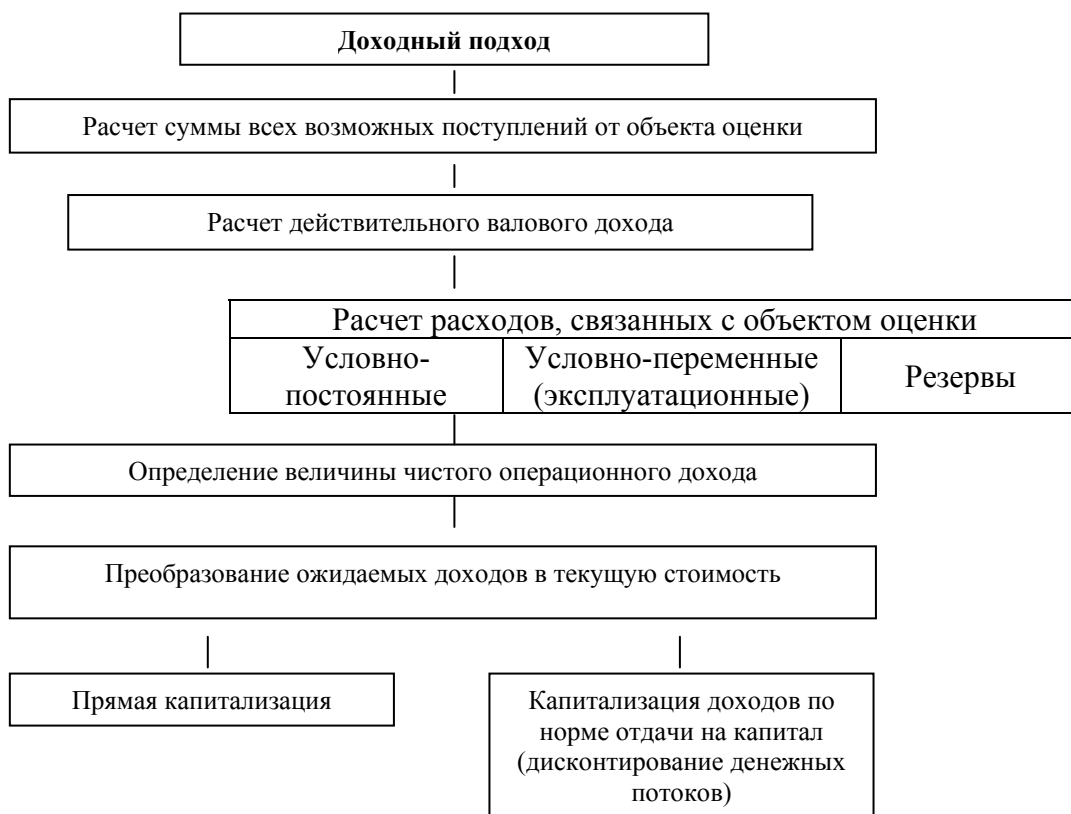 Доходный подход
Расчет суммы всех возможных поступлений от объекта оценки
Расчет действительного валового дохода
Расчет расходов, связанных с объектом оценки
Условно-
постоянные
Условно-переменные
(эксплуатационные)
Резервы
Определение величины чистого операционного дохода
Преобразование ожидаемых доходов в текущую стоимость
Прямая капитализация
Капитализация доходов по
норме отдачи на капитал
(дисконтирование денежных
потоков)